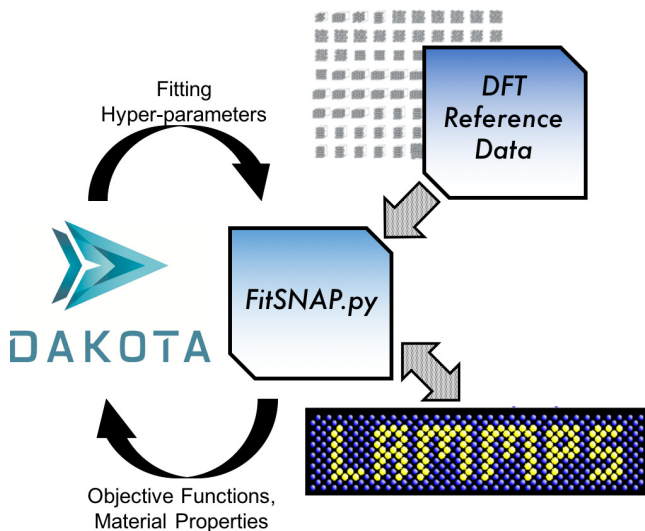 Fitting
Hyper-parameters
DFT
Reference
Data
DAKOTA
FitSNAP.py
LAMMPS
Objective Functions,
Material Properties